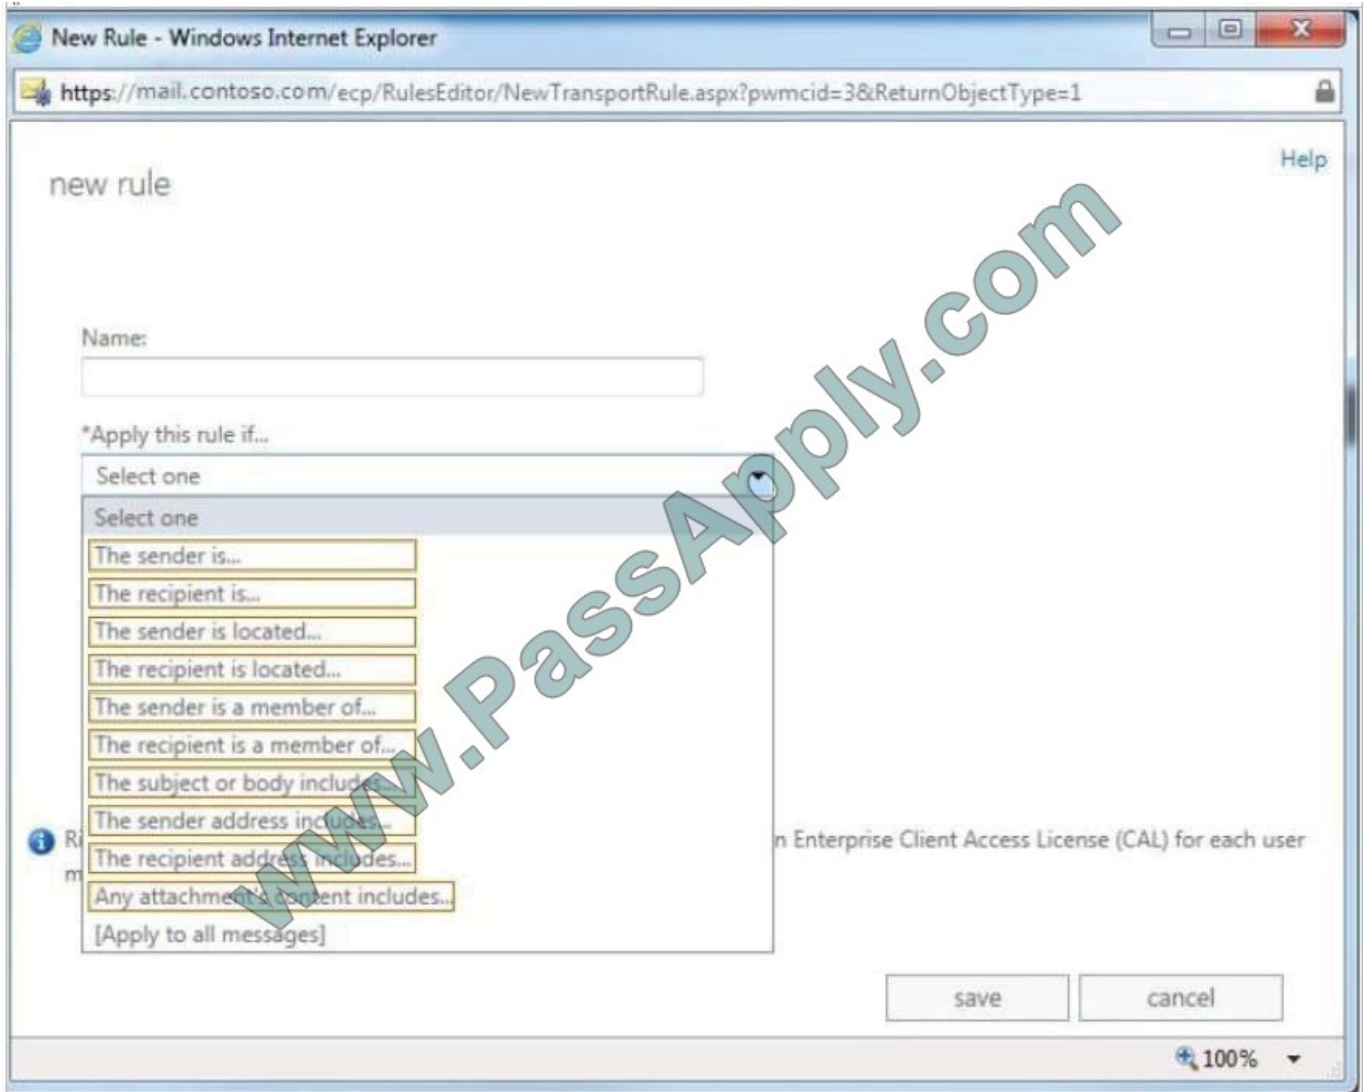 New Rule - Windows Internet Explorer
https://mail.contoso.com/ecp/RulesEditor/NewTransportRule.aspx?pwmcid=3&ReturnObjectType=1
Help
new rule
Name:
*Apply this rule if...
Select one
Select one
The sender is...
The recipient is...
The sender is located...
The recipient is located...
The sender is a member of...
The recipient is a member of...
The subject or body includes...
The sender address includes...
Ri n Enterprise Client Access License (CAL) for each user
The recipient address includes...
m
Any attachment's content includes...
[Apply to all messages]
save cancel
100%
www.PassApply.com